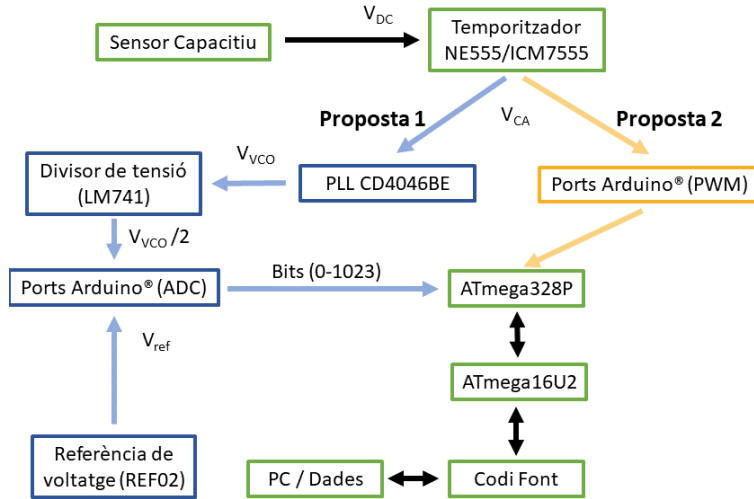 V_DC
Sensor Capacitiu
Temporitzador
NE555/ICM7555
Proposta 1
V_CA
Proposta 2
V_VCO
Divisor de tensió
(LM741)
PLL CD4046BE
Ports Arduino® (PWM)
V_VCO /2
Bits (0-1023)
Ports Arduino® (ADC)
ATmega328P
V_ref
ATmega16U2
Referència de
voltatge (REF02)
PC / Dades
Codi Font